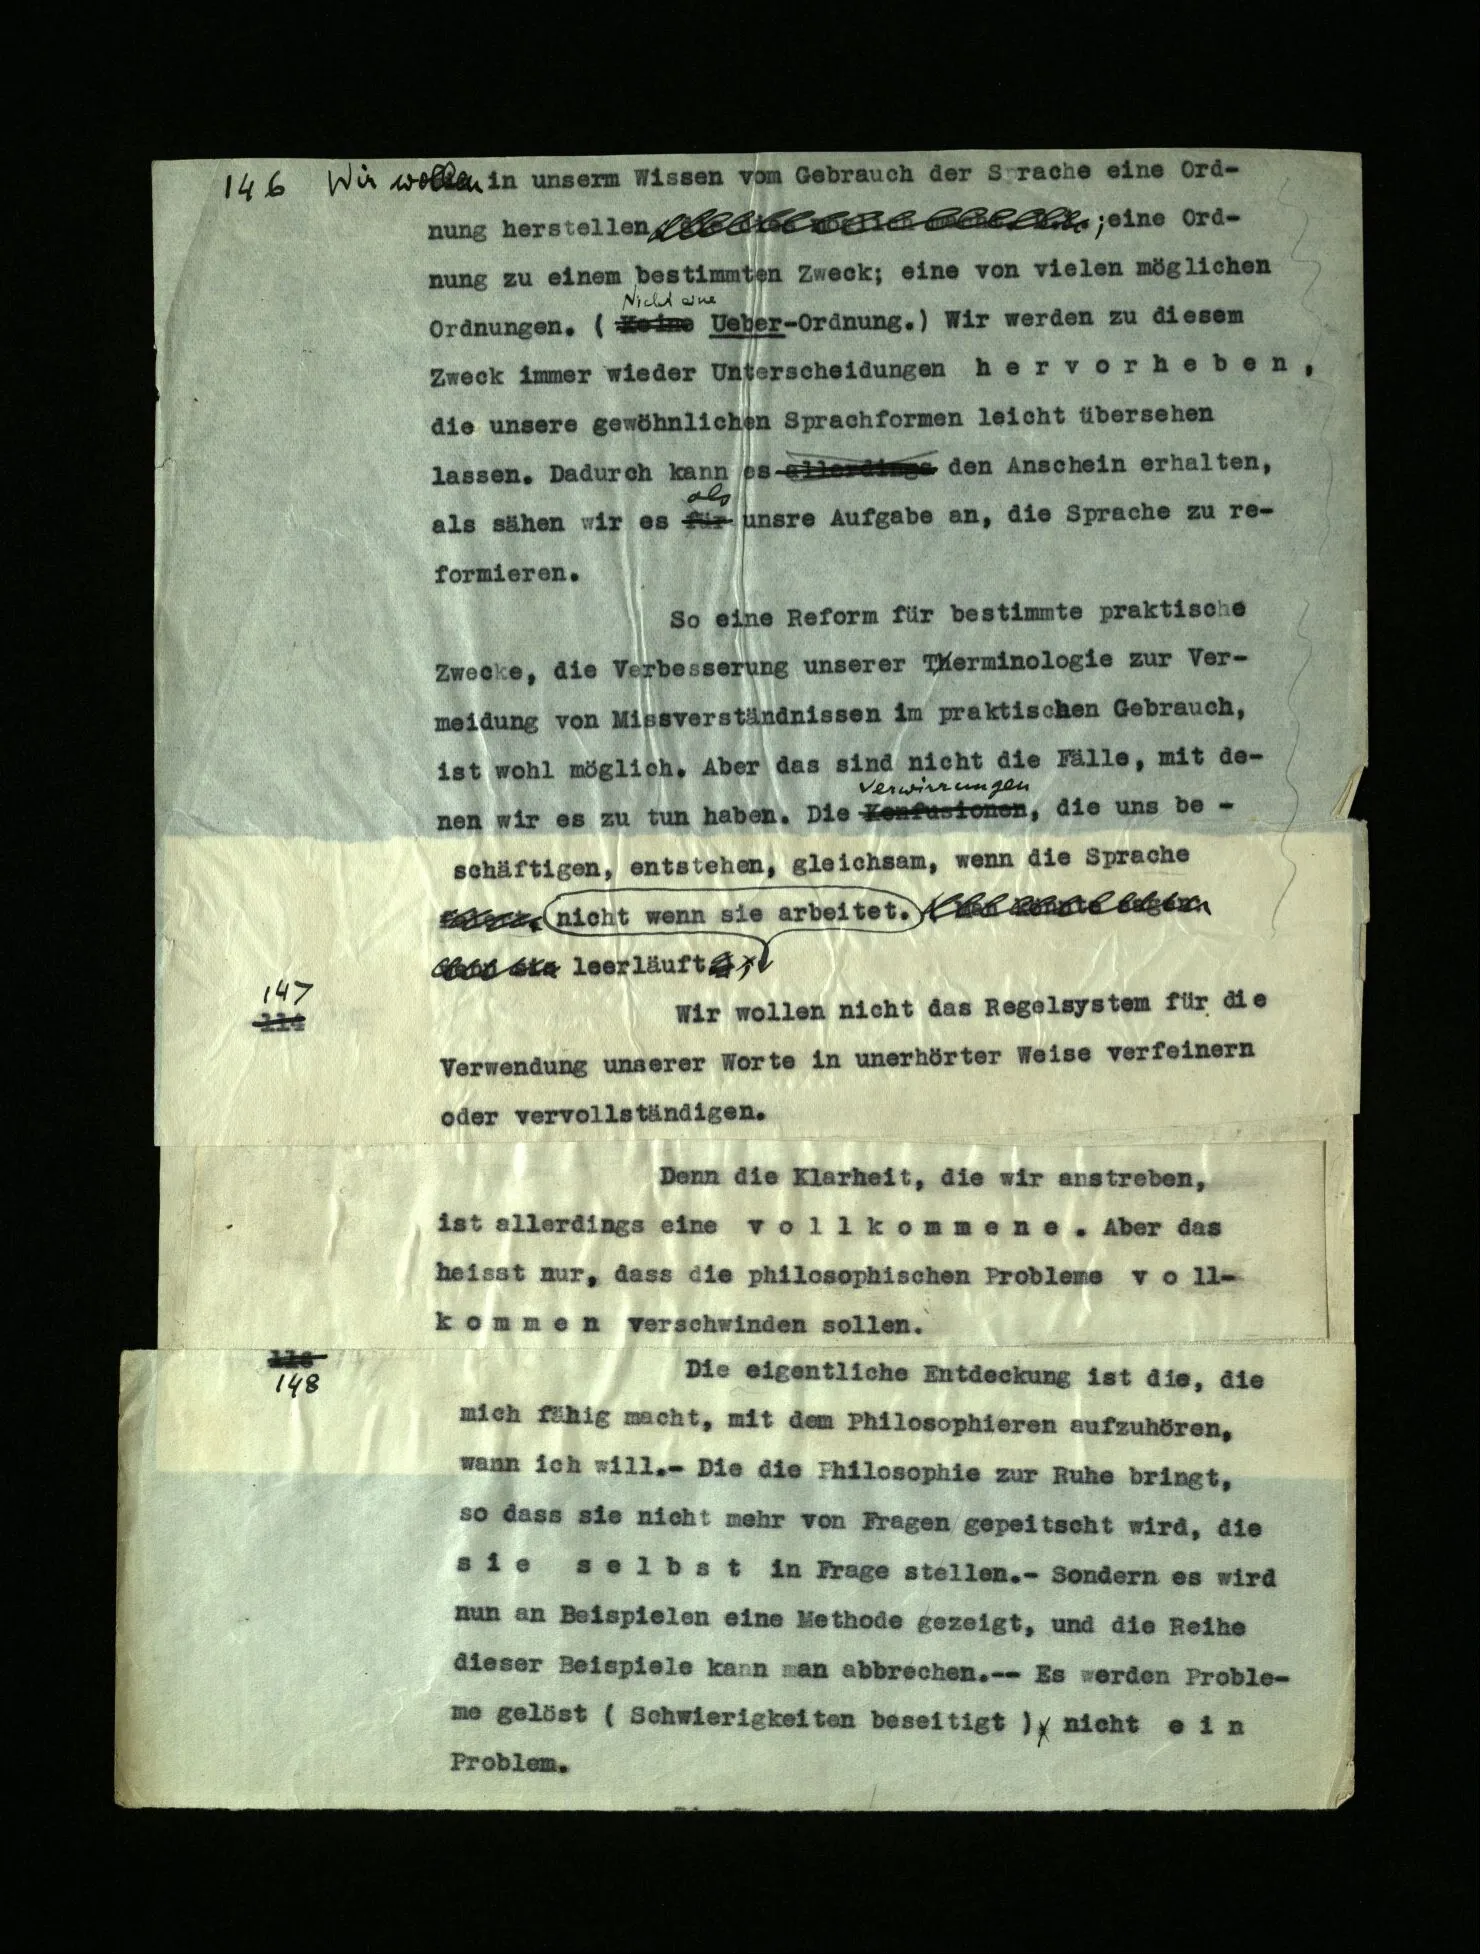 146 Wir wollen in unserm Wissen vom Gebrauch der Sprache eine Ord-
nung herstellen ;eine Ord-
nung zu einem bestimmten Zweck; eine von vielen möglichen
Nicht eine
Ordnungen. ( Keine Ueber-Ordnung.) Wir werden zu diesem
Zweck immer wieder Unterscheidungen h e r v o r h e b e n ,
die unsere gewöhnlichen Sprachformen leicht übersehen
lassen. Dadurch kann es allerdings den Anschein erhalten,
als
als sähen wir es für unsre Aufgabe an, die Sprache zu re-
formieren.
So eine Reform für bestimmte praktische
Zwecke, die Verbesserung unserer Therminologie zur Ver-
meidung von Missverständnissen im praktischen Gebrauch,
ist wohl möglich. Aber das sind nicht die Fälle, mit de-
Verwirrungen
nen wir es zu tun haben. Die Konfusionen, die uns be -
schäftigen, entstehen, gleichsam, wenn die Sprache
nicht wenn sie arbeitet.
leerläuft ,
147
114
Wir wollen nicht das Regelsystem für die
Verwendung unserer Worte in unerhörter Weise verfeinern
oder vervollständigen.
Denn die Klarheit, die wir anstreben,
ist allerdings eine v o l l k o m m e n e . Aber das
heisst nur, dass die philosophischen Probleme v o ll-
k o m m e n verschwinden sollen.
148
Die eigentliche Entdeckung ist die, die
mich fähig macht, mit dem Philosophieren aufzuhören,
wann ich will.- Die die Philosophie zur Ruhe bringt,
so dass sie nicht mehr von Fragen gepeitscht wird, die
s i e s e l b s t in Frage stellen.- Sondern es wird
nun an Beispielen eine Methode gezeigt, und die Reihe
dieser Beispiele kann man abbrechen.-- Es werden Proble-
me gelöst ( Schwierigkeiten beseitigt ), nicht e i n
Problem.